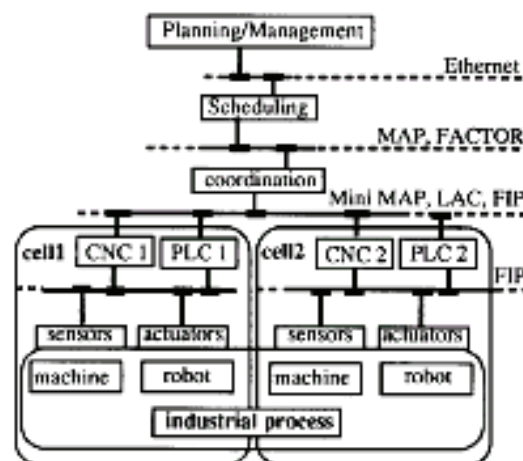 Planning/Management
Ethernet
Scheduling
MAP, FACTOR
coordination
Mini MAP, LAC, FIP
cell1 CNC 1 PLC 1 cell2 CNC 2 PLC 2
FIP
sensors actuators sensors actuators
machine robot machine robot
industrial process